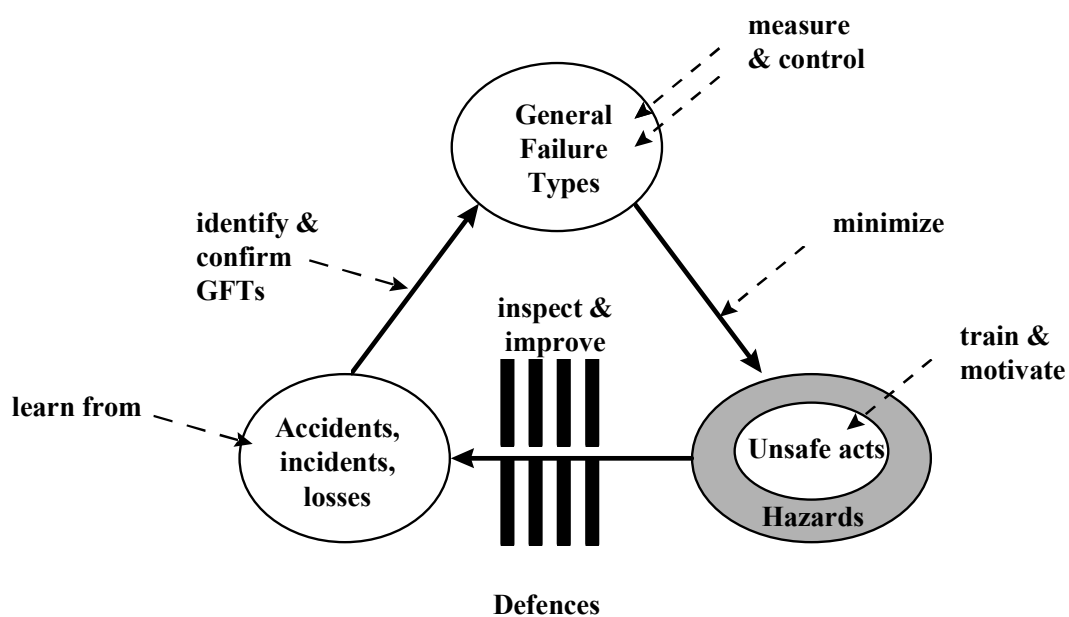 measure
& control
General
Failure
Types
identify &
confirm
GFTs
minimize
inspect &
improve
train &
motivate
learn from
Accidents,
incidents,
losses
Unsafe acts
Hazards
Defences